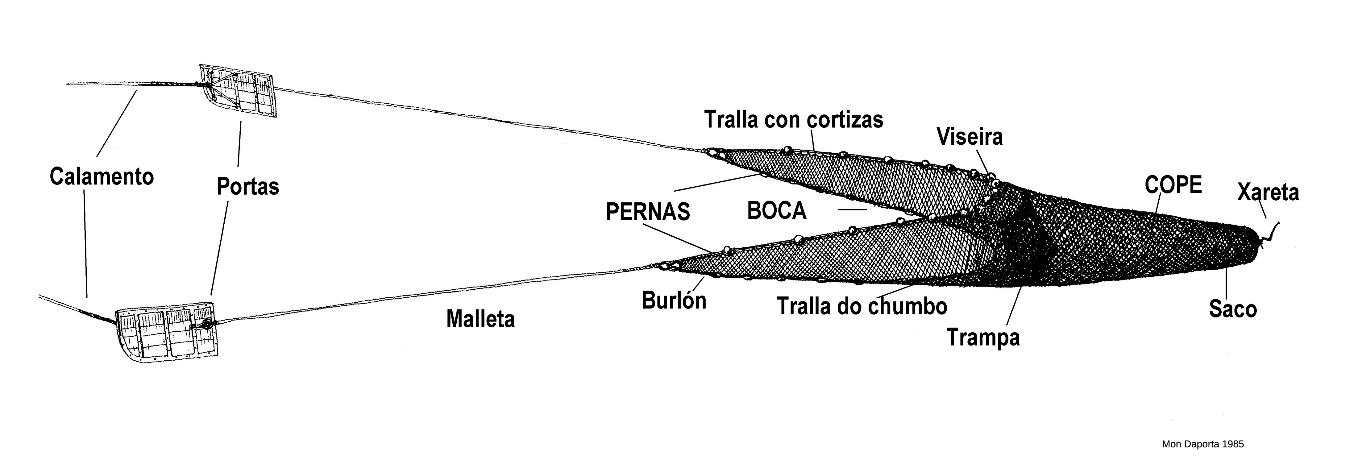 Tralla con cortizas
Viseira
Calamento
Portas
COPE
Xareta
PERNAS
BOCA
Burlón
Tralla do chumbo
Saco
Malleta
Trampa
Mon Daporta 1985